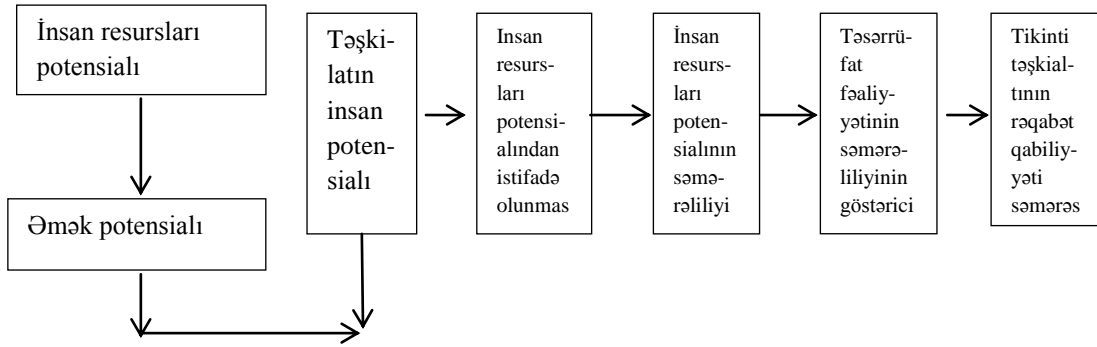 İnsan resursları
potensialı
Əmək potensialı
Təşki-
latın
insan
poten-
sialı
Insan
resurs-
ları
potensi-
alından
istifadə
olunmas
İnsan
resurs-
ları
poten-
sialının
səmə-
rəliliyi
Təsərrü-
fat
fəaliy-
yətinin
səmərə-
liliyinin
göstərici
Tikinti
təşkial-
tının
rəqabət
qabiliy-
yəti
səmərəs